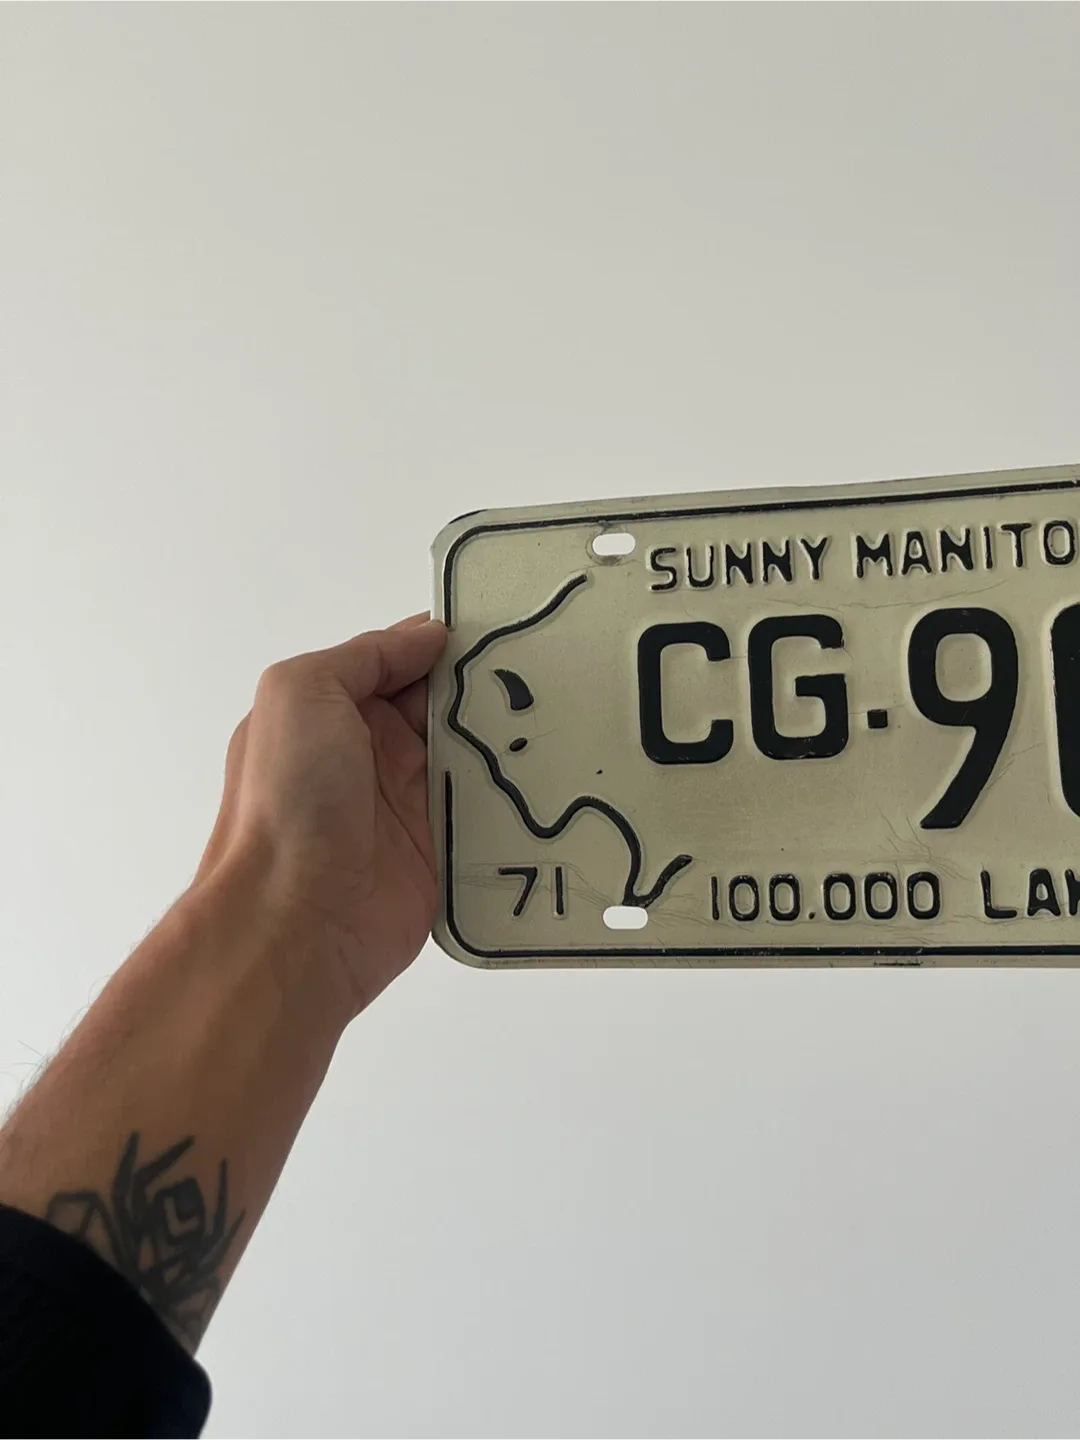 SUNNY MANITO
CG·9
71 100.000 LA